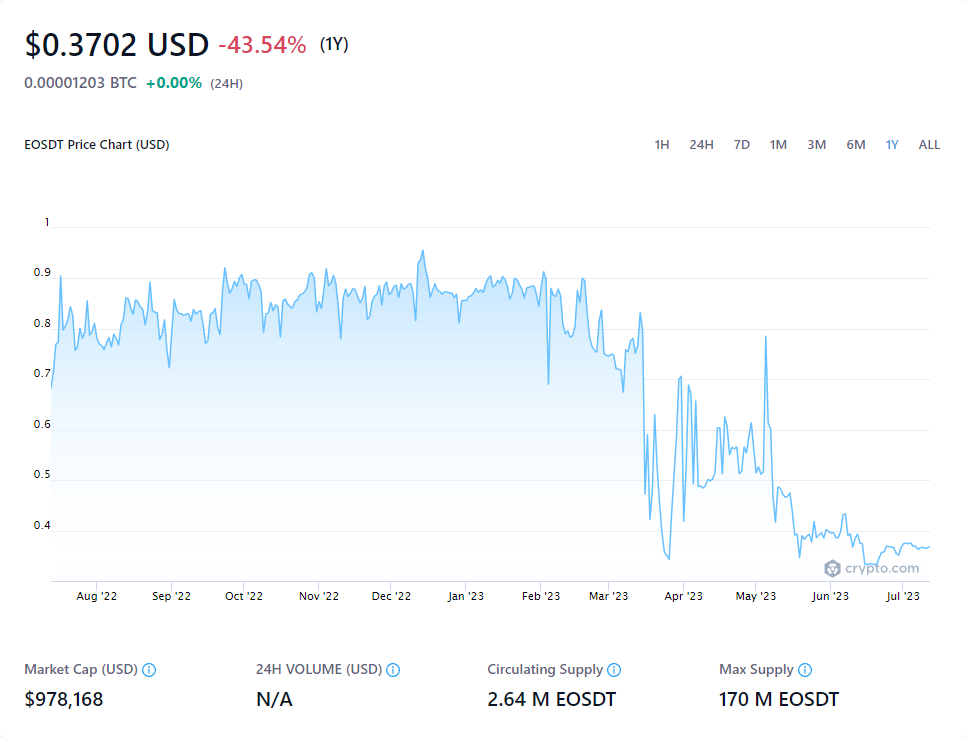 $0.3702 USD -43.54% (1Y)
0.00001203 BTC +0.00% (24H)
EOSDT Price Chart (USD) 1H 24H 7D 1M 3M 6M 1Y ALL
1
0.9
0.8
0.7
0.6
0.5
0.4
crypto.com
Aug '22 Sep '22 Oct '22 Nov '22 Dec '22 Jan '23 Feb '23 Mar '23 Apr '23 May '23 Jun '23 Jul '23
Market Cap (USD) 24H VOLUME (USD) Circulating Supply Max Supply
$978,168 N/A 2.64 M EOSDT 170 M EOSDT